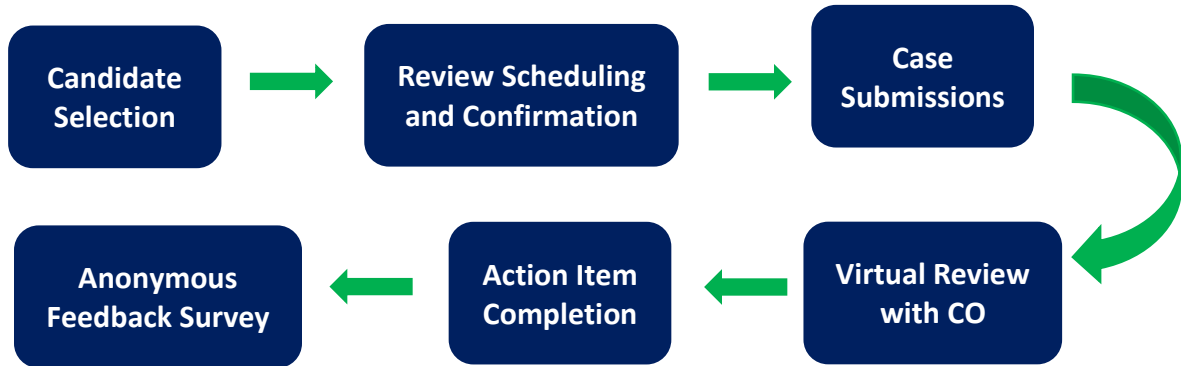 Candidate
Selection
Review Scheduling
and Confirmation
Case
Submissions
Virtual Review
with CO
Action Item
Completion
Anonymous
Feedback Survey